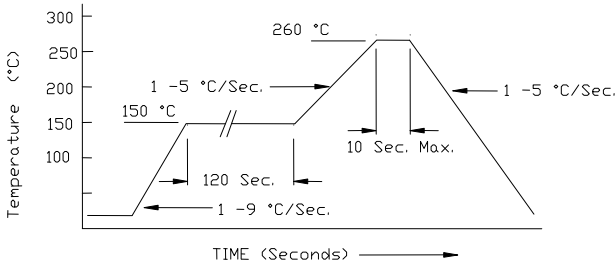 300
260 °C
350
250
1 -5 °C/Sec.
1 -5 °C/Sec.
200
150 °C
150
10 Sec. Max.
100
120 Sec.
1 -9 °C/Sec.
Temperature (°C)
TIME (Seconds)